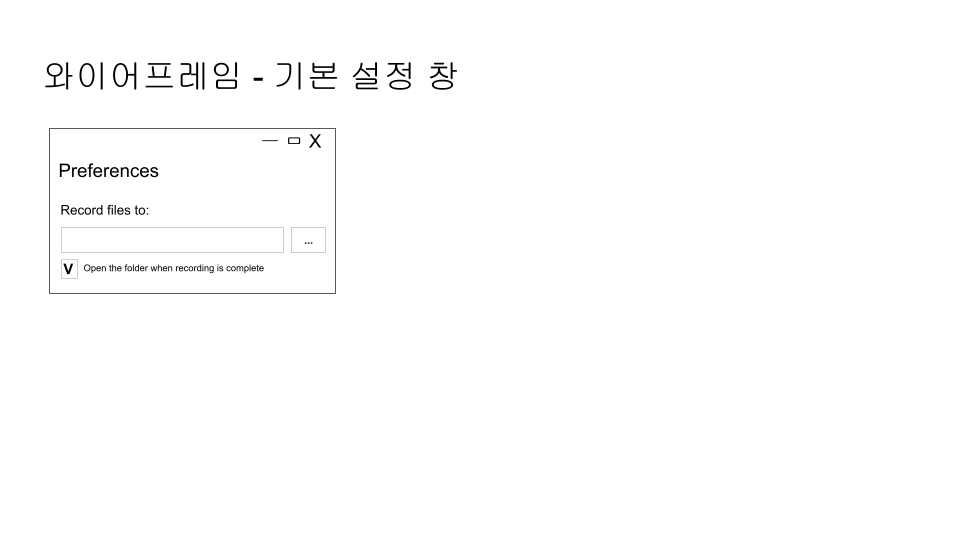 와이어프레임 - 기본 설정 창
— ▭ X
Preferences
Record files to:
...
V Open the folder when recording is complete